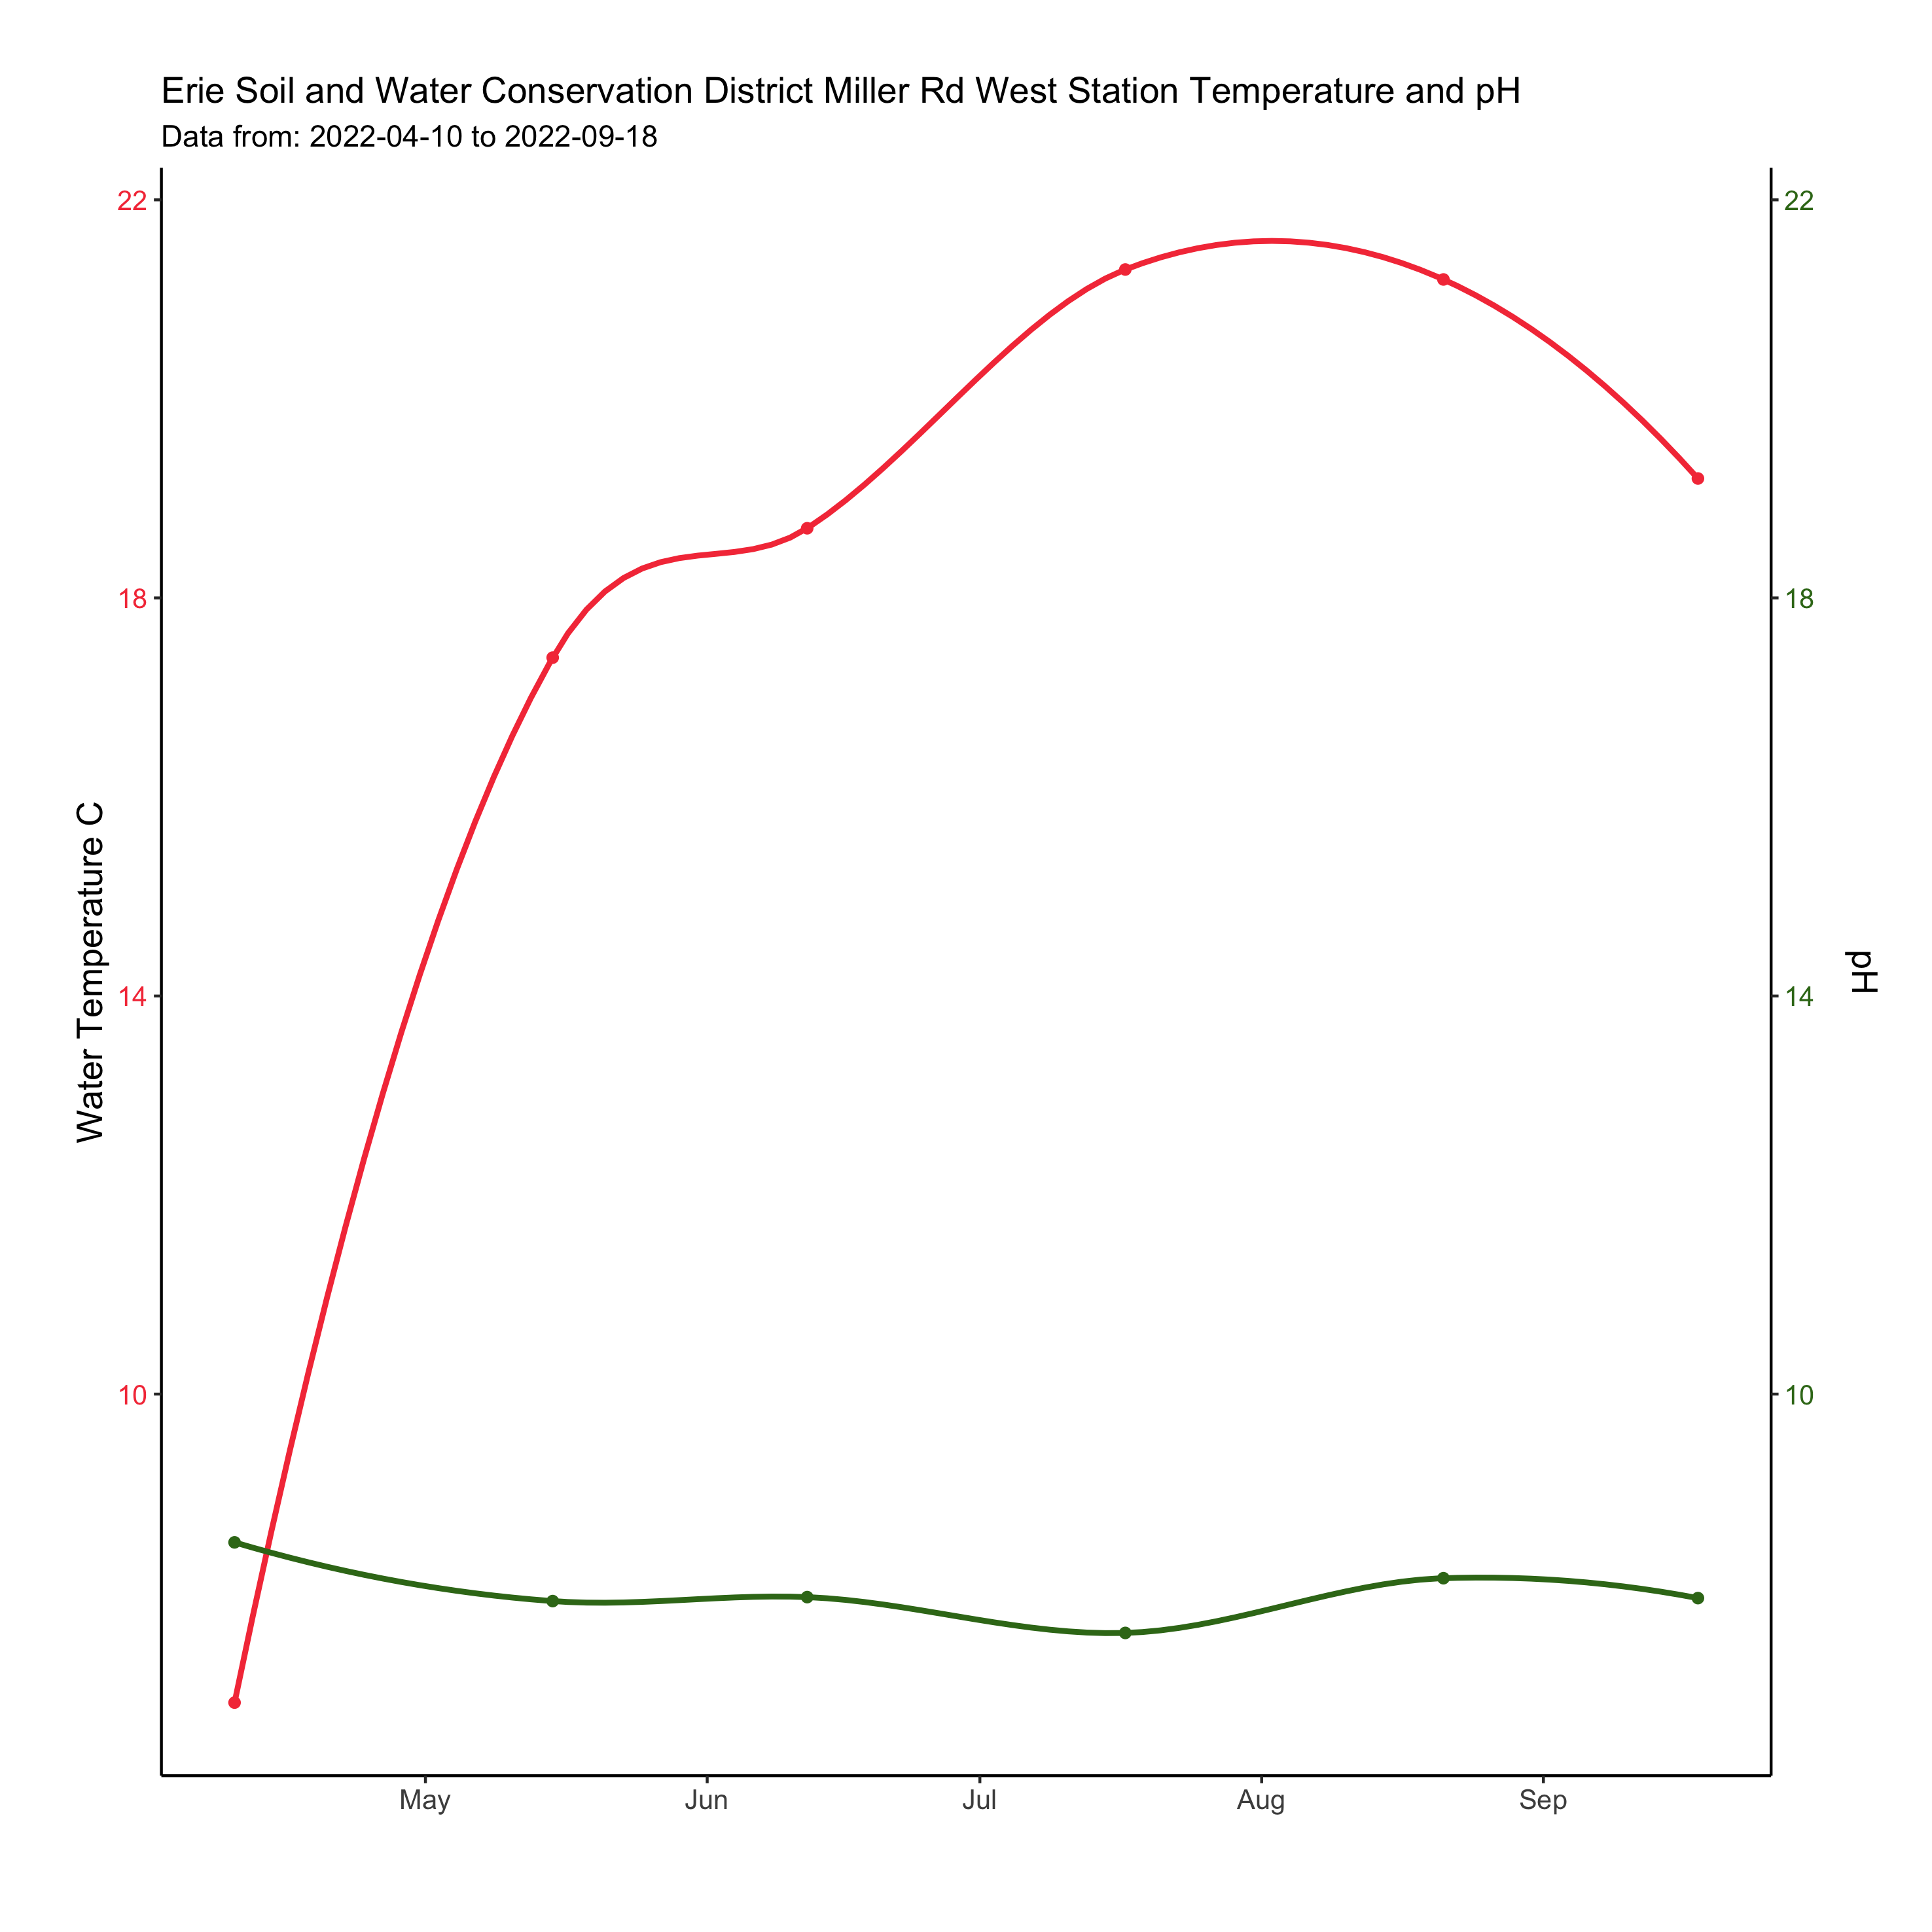 Erie Soil and Water Conservation District Miller Rd West Station Temperature and pH
Data from: 2022-04-10 to 2022-09-18
22
18
14
10
Water Temperature C
22
18
14
10
pH
May
Jun
Jul
Aug
Sep